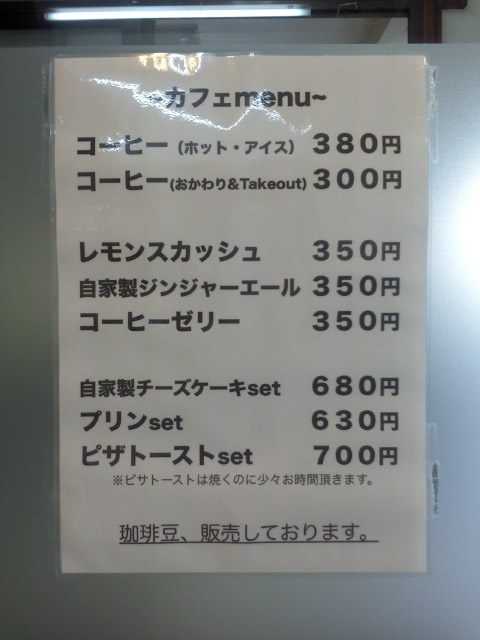 ~カフェmenu~
コーヒー（ホット・アイス） 380円
コーヒー(おかわり&Takeout) 300円
レモンスカッシュ 350円
自家製ジンジャーエール 350円
コーヒーゼリー 350円
自家製チーズケーキset 680円
プリンset 630円
ピザトーストset 700円
※ピサトーストは焼くのに少々お時間頂きます。
珈琲豆、販売しております。